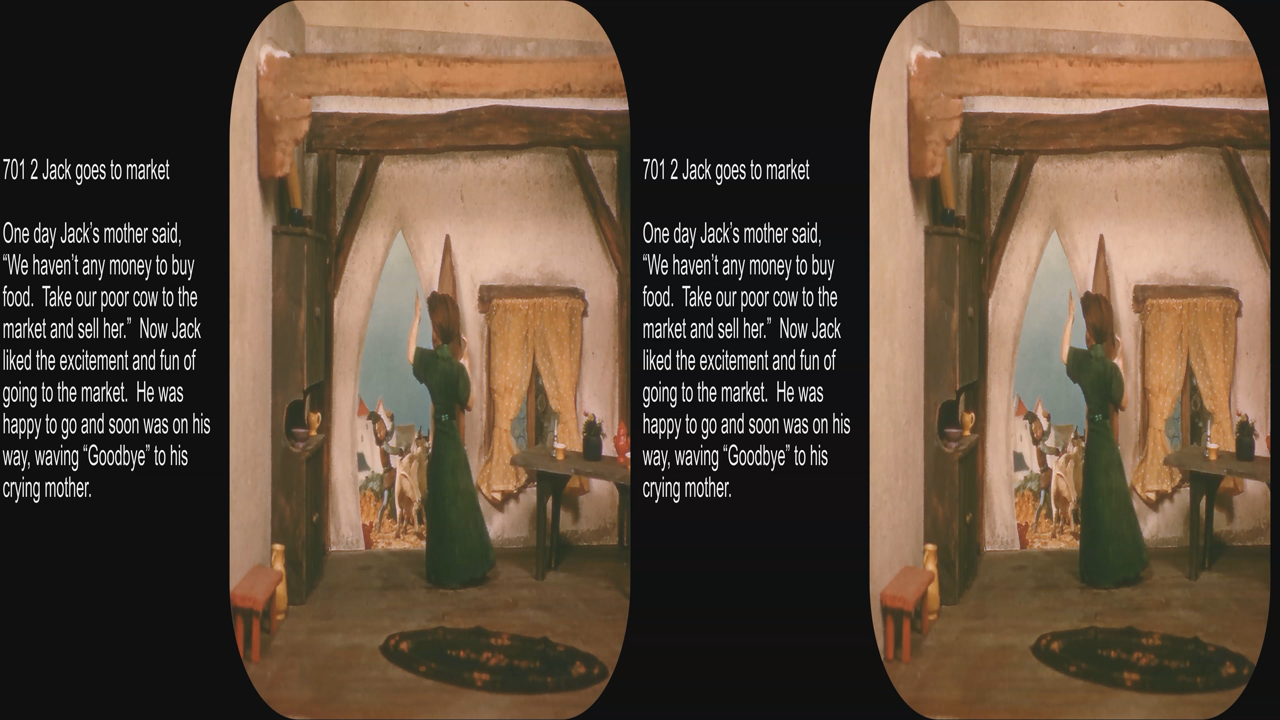 701 2 Jack goes to market
One day Jack’s mother said,
“We haven’t any money to buy
food.  Take our poor cow to the
market and sell her.”  Now Jack
liked the excitement and fun of
going to the market.  He was
happy to go and soon was on his
way, waving “Goodbye” to his
crying mother.
701 2 Jack goes to market
One day Jack’s mother said,
“We haven’t any money to buy
food.  Take our poor cow to the
market and sell her.”  Now Jack
liked the excitement and fun of
going to the market.  He was
happy to go and soon was on his
way, waving “Goodbye” to his
crying mother.